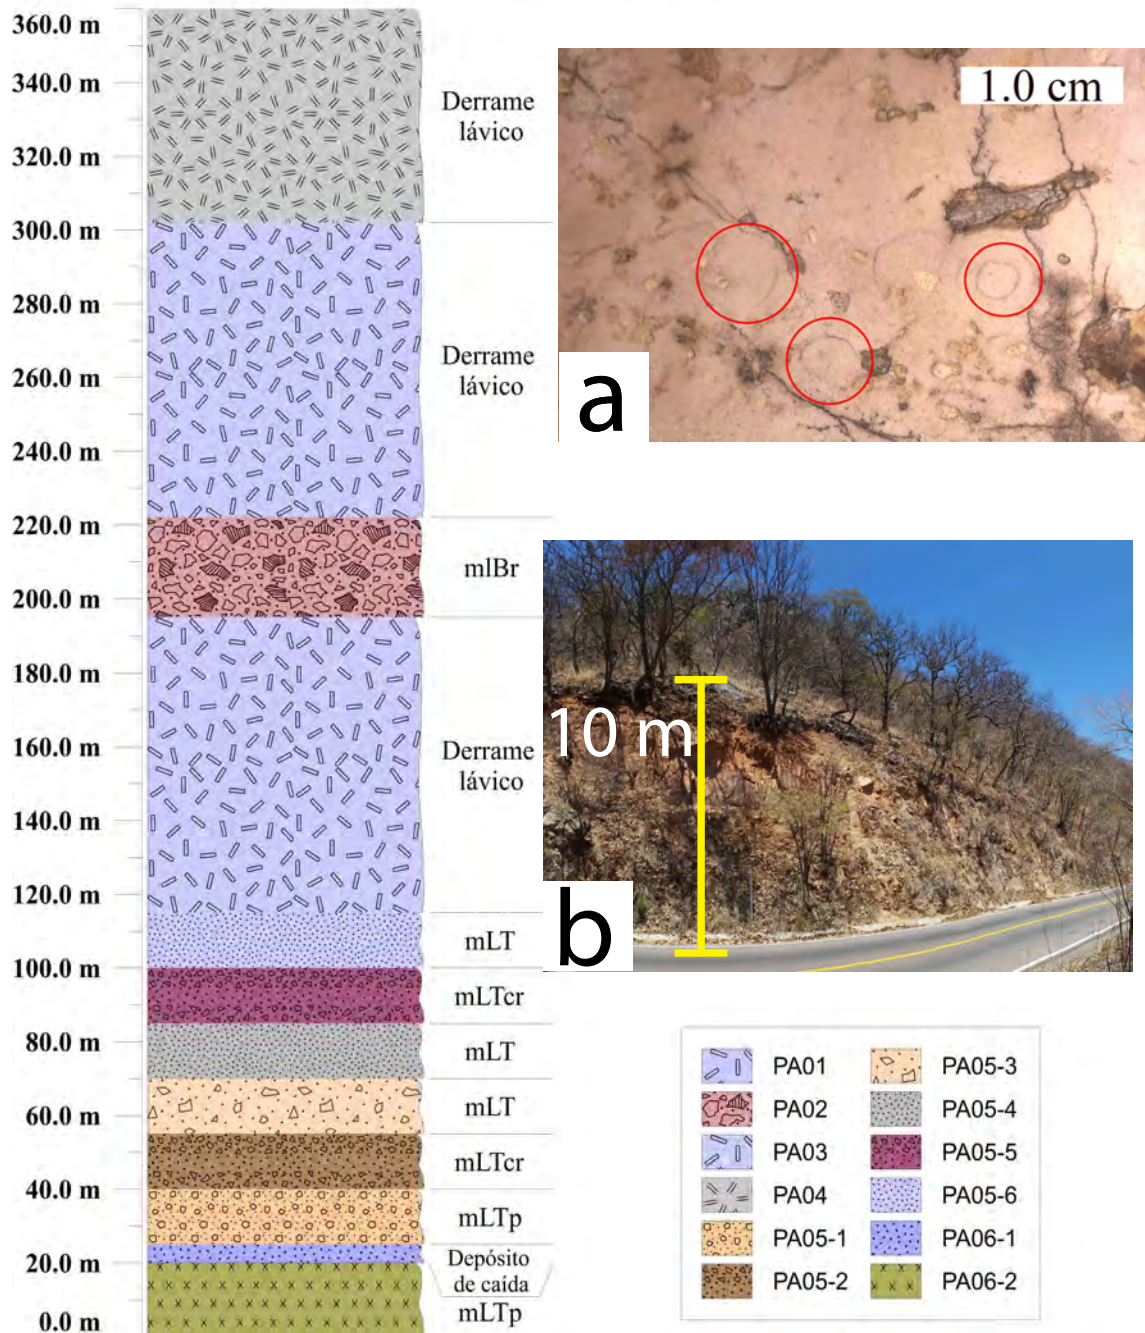 360.0 m
340.0 m
320.0 m
300.0 m
280.0 m
260.0 m
240.0 m
220.0 m
200.0 m
180.0 m
160.0 m
140.0 m
120.0 m
100.0 m
80.0 m
60.0 m
40.0 m
20.0 m
0.0 m
Derrame
lávico
Derrame
lávico
mlBr
Derrame
lávico
mLT
mLTcr
mLT
mLT
mLTcr
mLTp
Depósito
de caída
mLTp
1.0 cm
a
10 m
b
PA01
PA02
PA03
PA04
PA05-1
PA05-2
PA05-3
PA05-4
PA05-5
PA05-6
PA06-1
PA06-2